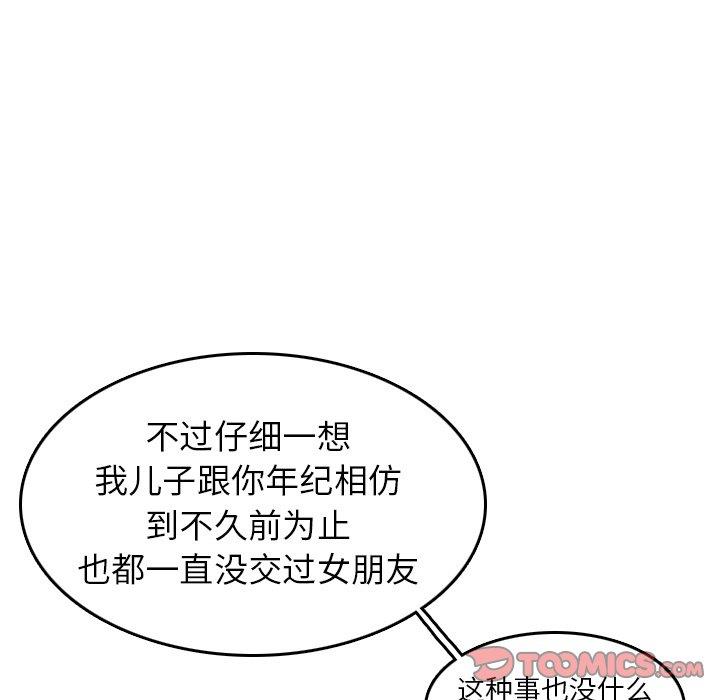 不过仔细一想
我儿子跟你年纪相仿
到不久前为止
也都一直没交过女朋友
TOOMICS.COM
这种事也没什么